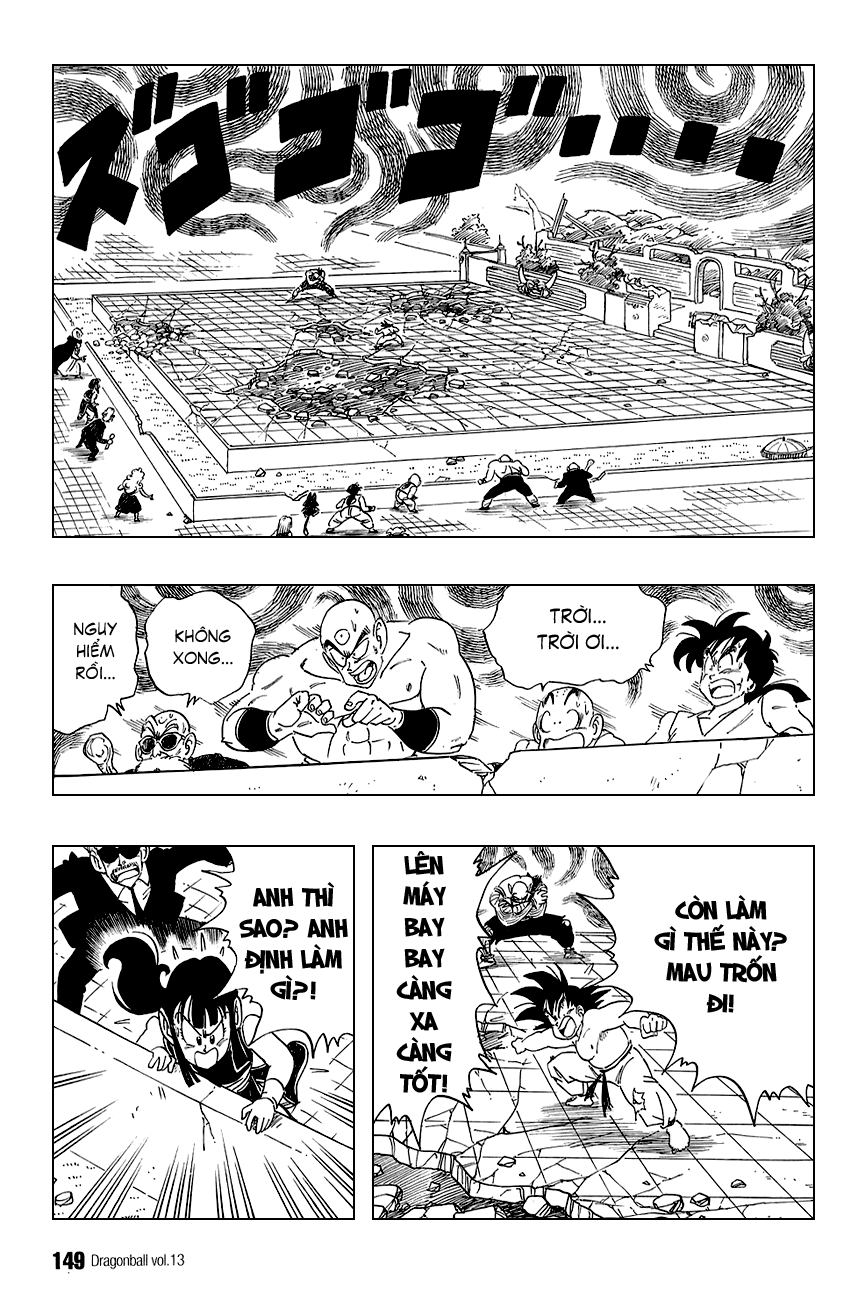 ズゴゴゴ・・・・
TRỜI...
TRỜI ƠI...
KHÔNG
XONG...
NGUY
HIỂM
RỒI...
CÒN LÀM
GÌ THẾ NÀY?
MAU TRỐN
ĐI!
LÊN
MÁY
BAY
BAY
CÀNG
XA
CÀNG
TỐT!
ANH THÌ
SAO? ANH
ĐỊNH LÀM
GÌ?!
149 Dragonball vol.13